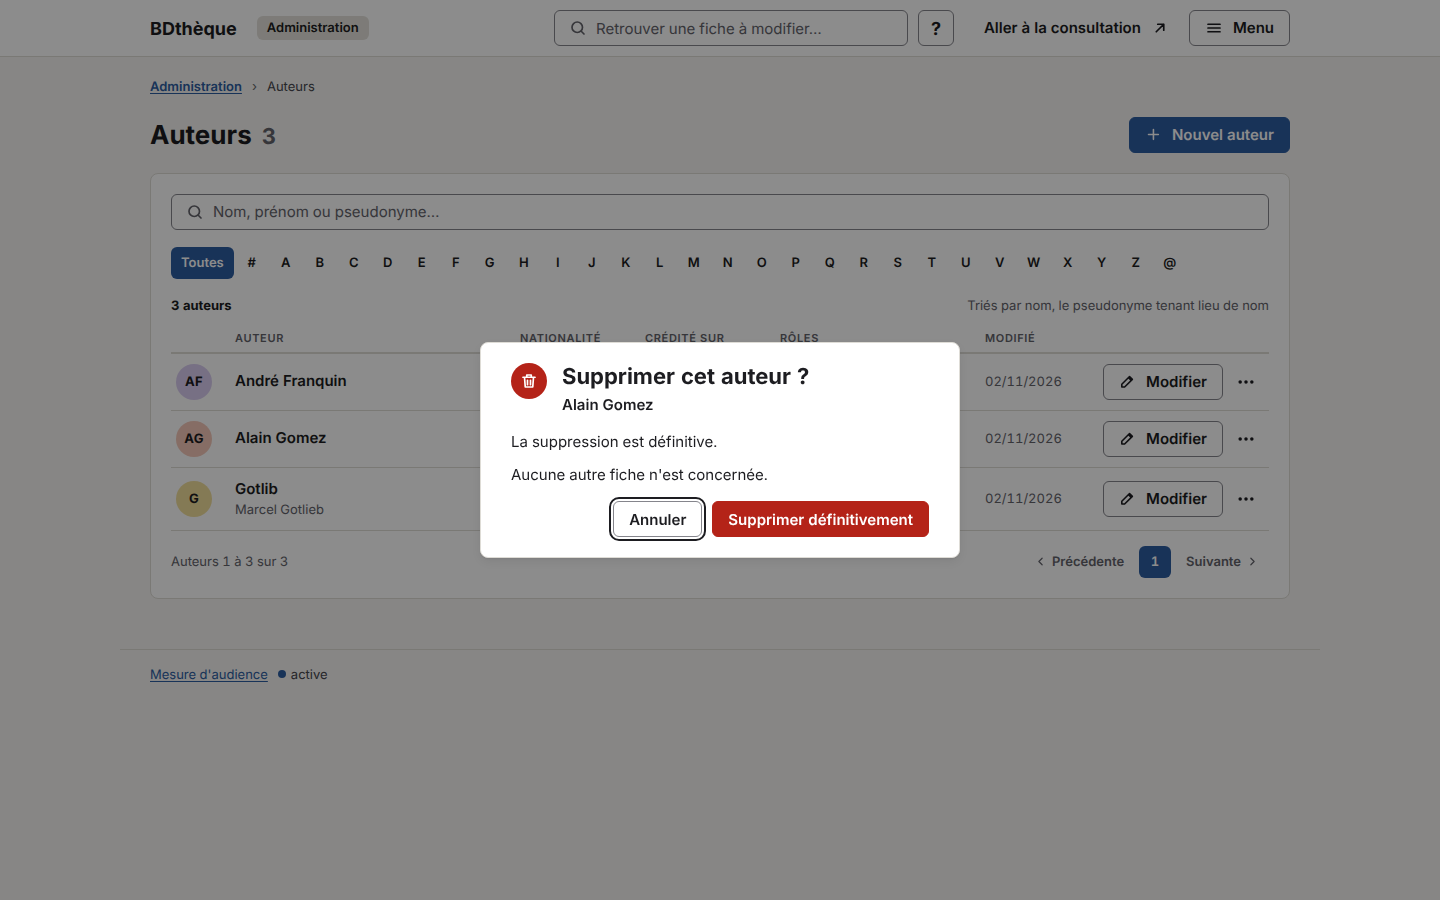 BDthèque Administration Retrouver une fiche à modifier... ? Aller à la consultation Menu
Administration › Auteurs
Auteurs 3 Nouvel auteur
Nom, prénom ou pseudonyme...
Toutes # A B C D E F G H I J K L M N O P Q R S T U V W X Y Z @
3 auteurs Triés par nom, le pseudonyme tenant lieu de nom
AUTEUR NATIONALITÉ CRÉDITÉ SUR RÔLES MODIFIÉ
AF André Franquin 02/11/2026 Modifier
AG Alain Gomez 02/11/2026 Modifier
G Gotlib 02/11/2026 Modifier
Marcel Gotlieb
Supprimer cet auteur ?
Alain Gomez
La suppression est définitive.
Aucune autre fiche n'est concernée.
Annuler Supprimer définitivement
Auteurs 1 à 3 sur 3 Précédente 1 Suivante
Mesure d'audience active